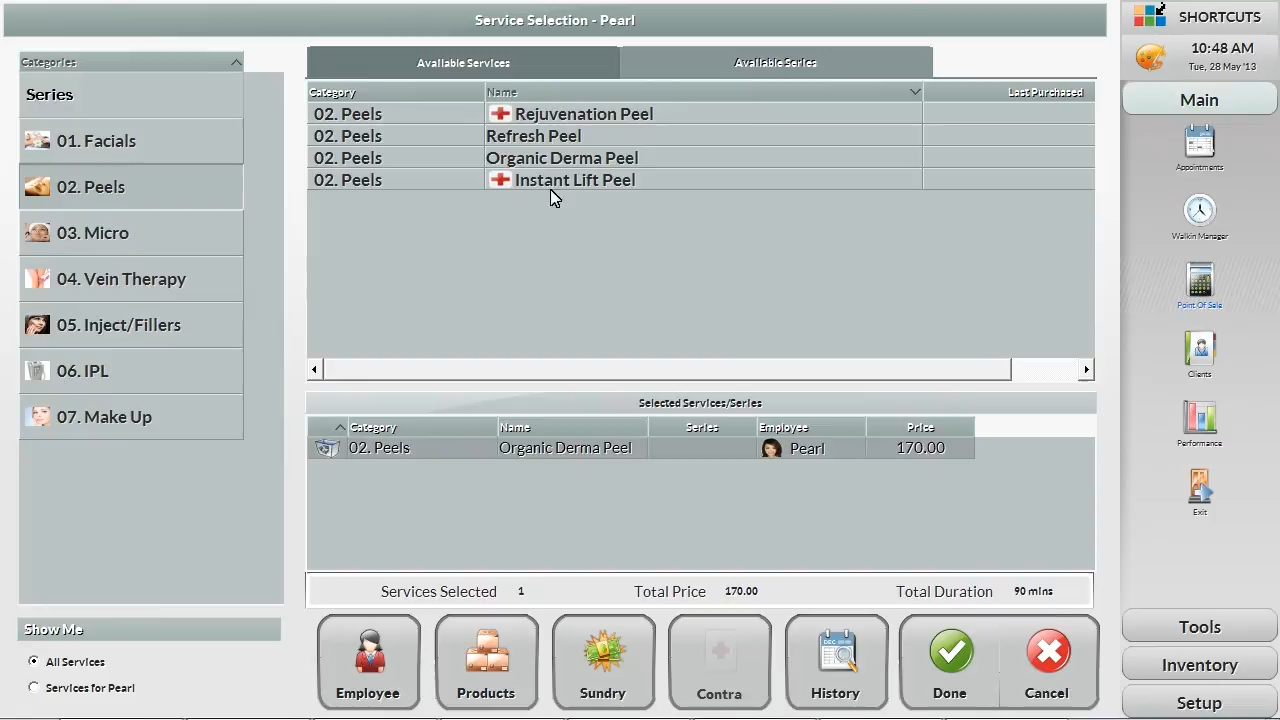 Service Selection - Pearl
SHORTCUTS
10:48 AM
Tue, 28 May '13
Categories
Series
01. Facials
02. Peels
03. Micro
04. Vein Therapy
05. Inject/Fillers
06. IPL
07. Make Up
Show Me
All Services
Services for Pearl
Available Services
Available Series
Category Name Last Purchased
02. Peels Rejuvenation Peel
02. Peels Refresh Peel
02. Peels Organic Derma Peel
02. Peels Instant Lift Peel
Selected Services/Series
Category Name Series Employee Price
02. Peels Organic Derma Peel Pearl 170.00
Services Selected 1 Total Price 170.00 Total Duration 90 mins
Employee
Products
Sundry
Contra
History
Done
Cancel
Main
Appointments
Walkin Manager
Point Of Sale
Clients
Performance
Exit
Tools
Inventory
Setup